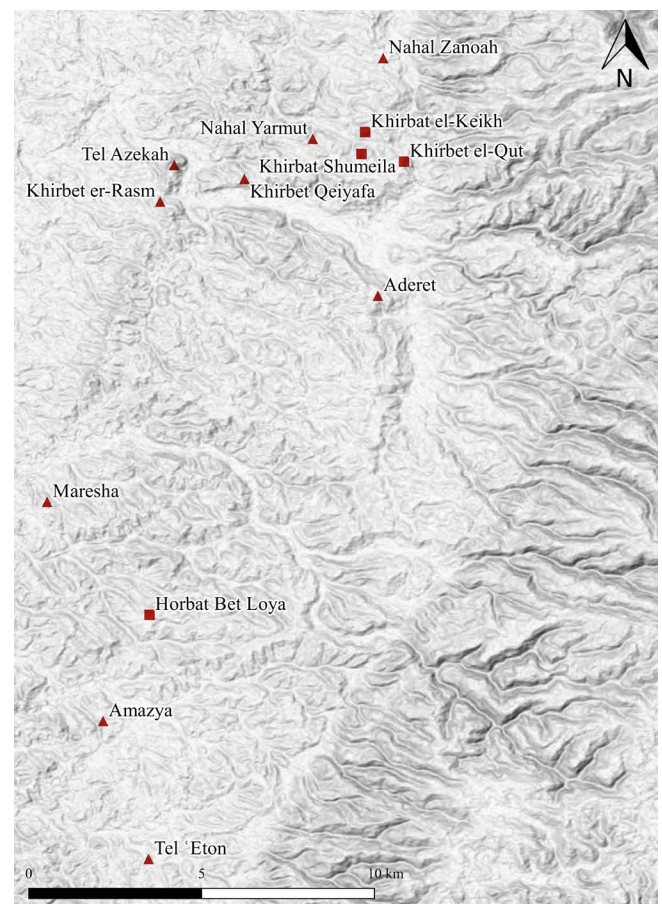 Nahal Zanoah
N
Khirbat el-Keikh
Nahal Yarmut
Khirbet el-Qut
Tel Azekah
Khirbat Shumeila
Khirbet er-Rasm
Khirbet Qeiyafa
Aderet
Maresha
Horbat Bet Loya
Amazya
Tel ʿEton
0 5 10 km